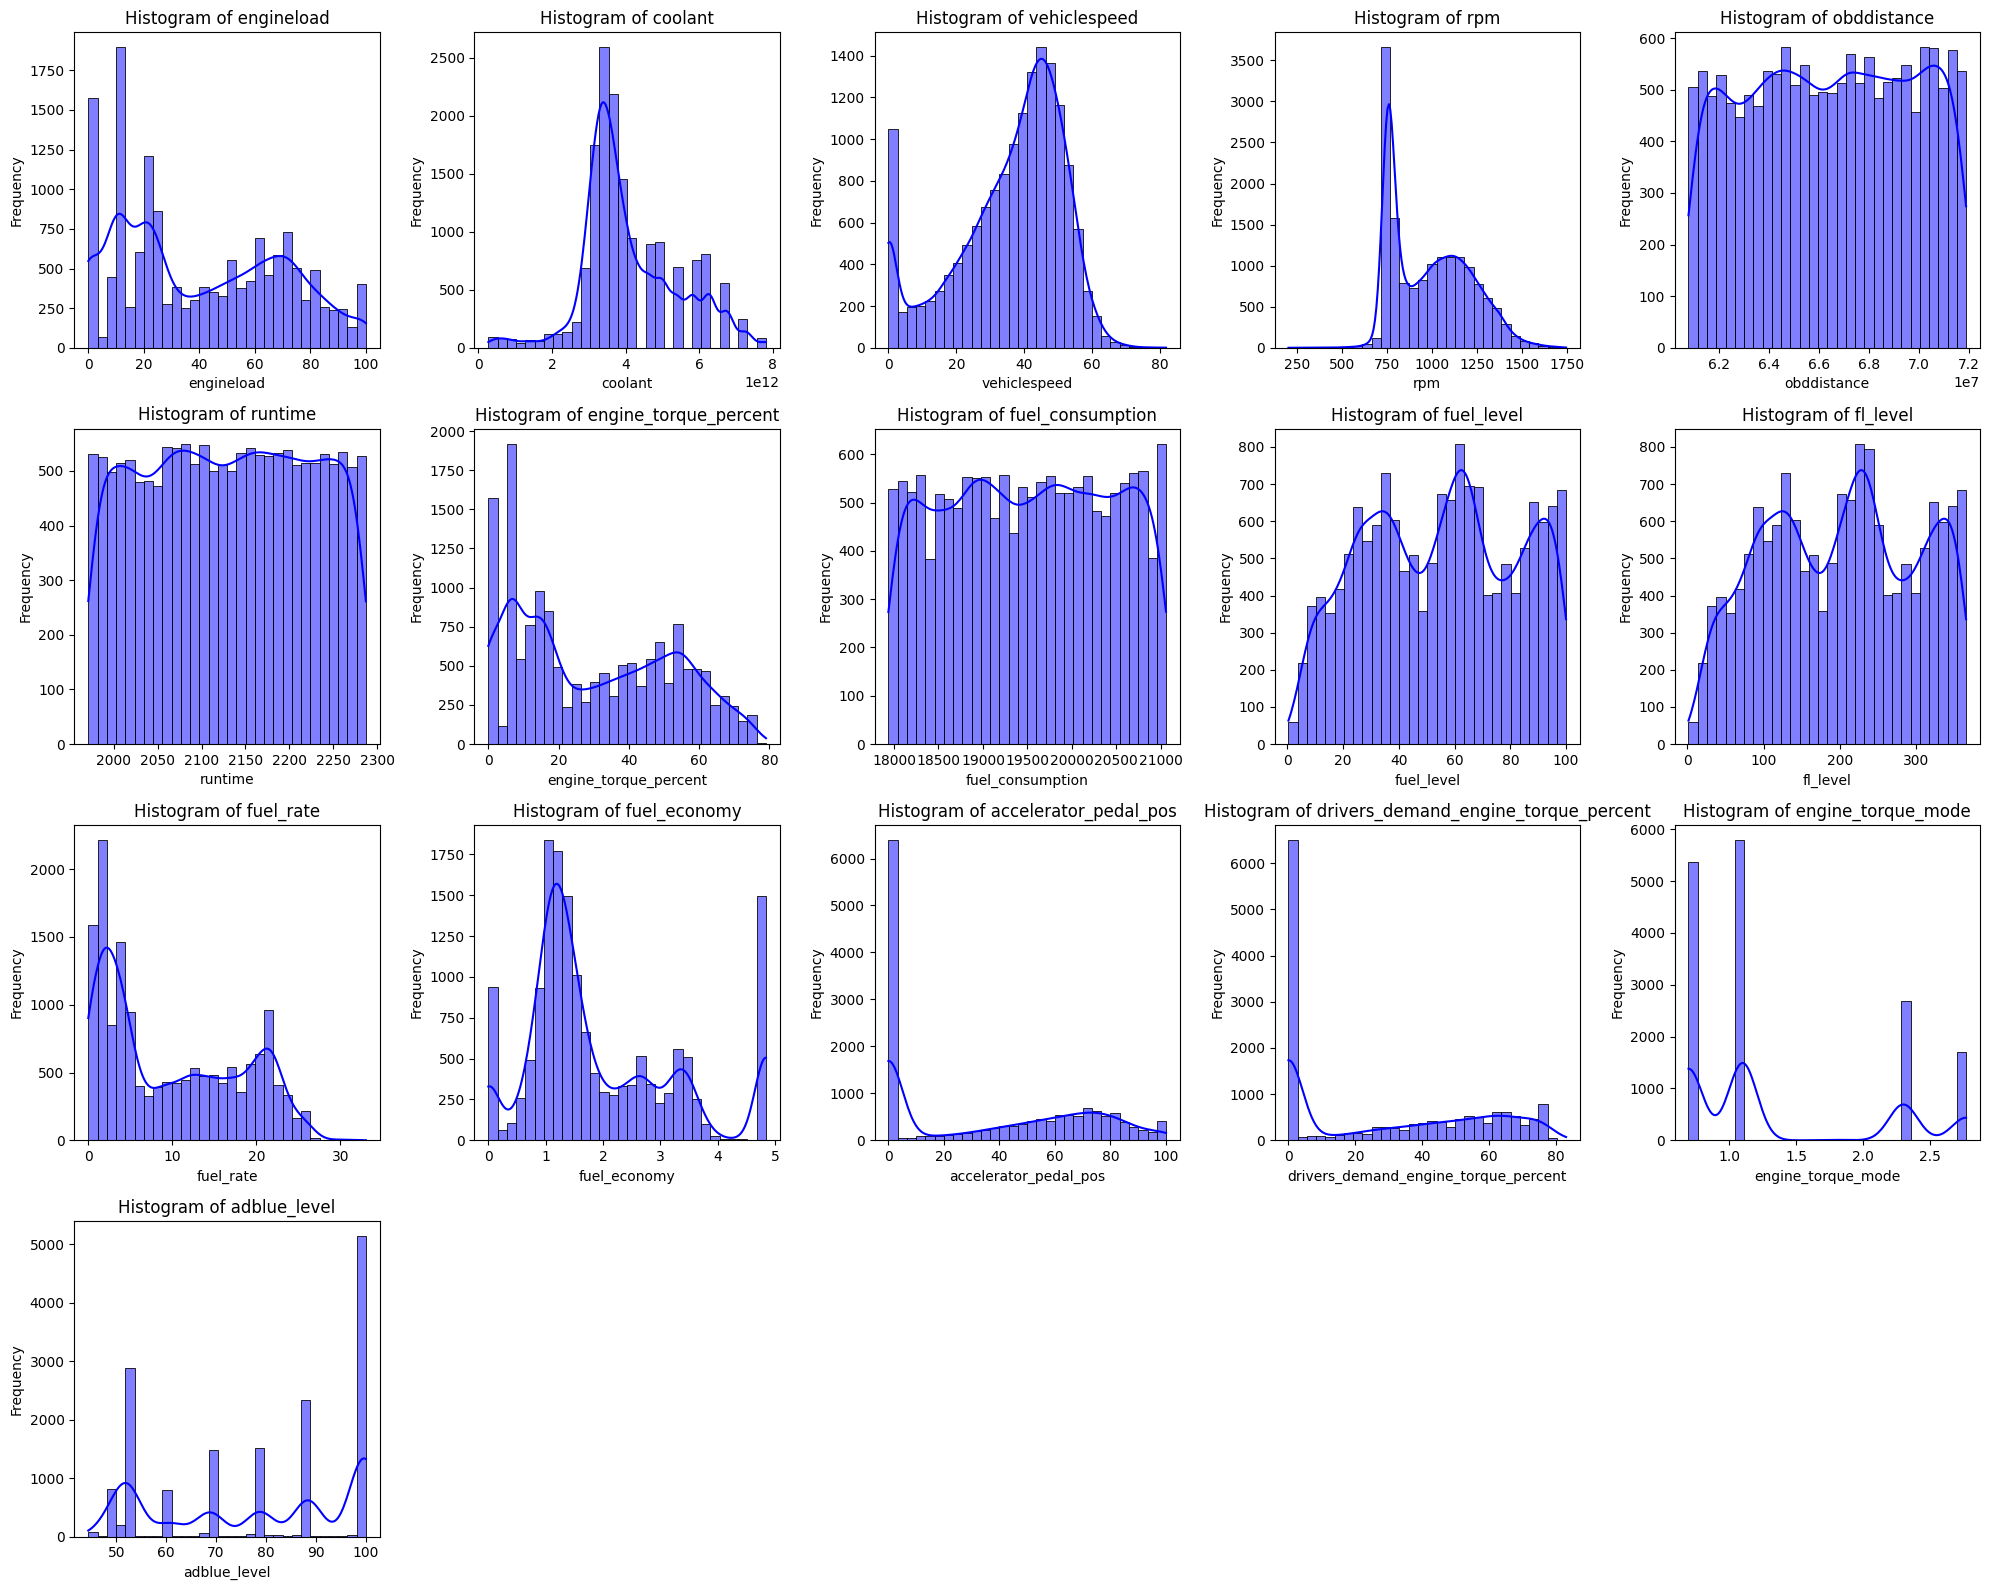 Histogram of engineload
Frequency
1750
1500
1250
1000
750
500
250
0
0 20 40 60 80 100
engineload
Histogram of coolant
Frequency
2500
2000
1500
1000
500
0
0 2 4 6 8
1e12
coolant
Histogram of vehiclespeed
Frequency
1400
1200
1000
800
600
400
200
0
0 20 40 60 80
vehiclespeed
Histogram of rpm
Frequency
3500
3000
2500
2000
1500
1000
500
0
250 500 750 1000 1250 1500 1750
rpm
Histogram of obddistance
Frequency
600
500
400
300
200
100
0
6.2 6.4 6.6 6.8 7.0 7.2
1e7
obddistance
Histogram of runtime
Frequency
500
400
300
200
100
0
2000 2050 2100 2150 2200 2250 2300
runtime
Histogram of engine_torque_percent
Frequency
2000
1750
1500
1250
1000
750
500
250
0
0 20 40 60 80
engine_torque_percent
Histogram of fuel_consumption
Frequency
600
500
400
300
200
100
0
18000 18500 19000 19500 20000 20500 21000
fuel_consumption
Histogram of fuel_level
Frequency
800
700
600
500
400
300
200
100
0
0 20 40 60 80 100
fuel_level
Histogram of fl_level
Frequency
800
700
600
500
400
300
200
100
0
0 100 200 300
fl_level
Histogram of fuel_rate
Frequency
2000
1500
1000
500
0
0 10 20 30
fuel_rate
Histogram of fuel_economy
Frequency
1750
1500
1250
1000
750
500
250
0
0 1 2 3 4 5
fuel_economy
Histogram of accelerator_pedal_pos
Frequency
6000
5000
4000
3000
2000
1000
0
0 20 40 60 80 100
accelerator_pedal_pos
Histogram of drivers_demand_engine_torque_percent
Frequency
6000
5000
4000
3000
2000
1000
0
0 20 40 60 80
drivers_demand_engine_torque_percent
Histogram of engine_torque_mode
Frequency
6000
5000
4000
3000
2000
1000
0
1.0 1.5 2.0 2.5
engine_torque_mode
Histogram of adblue_level
Frequency
5000
4000
3000
2000
1000
0
50 60 70 80 90 100
adblue_level